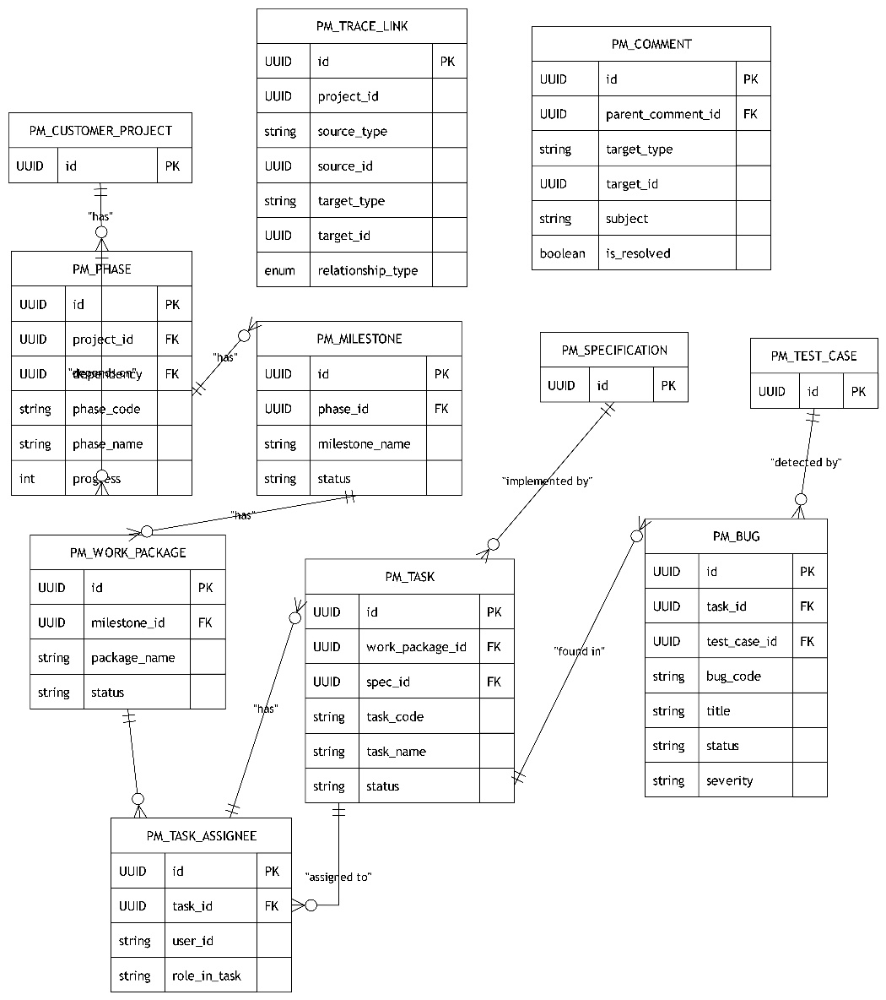 PM_TRACE_LINK
UUID id PK
UUID project_id
string source_type
UUID source_id
string target_type
UUID target_id
enum relationship_type
PM_COMMENT
UUID id PK
UUID parent_comment_id FK
string target_type
UUID target_id
string subject
boolean is_resolved
PM_CUSTOMER_PROJECT
UUID id PK
"has"
PM_PHASE
UUID id PK
UUID project_id FK
UUID dependency FK
"depends on"
string phase_code
string phase_name
int progress
"has"
PM_MILESTONE
UUID id PK
UUID phase_id FK
string milestone_name
string status
PM_SPECIFICATION
UUID id PK
PM_TEST_CASE
UUID id PK
"implemented by"
"detected by"
"has"
PM_WORK_PACKAGE
UUID id PK
UUID milestone_id FK
string package_name
string status
PM_TASK
UUID id PK
UUID work_package_id FK
UUID spec_id FK
string task_code
string task_name
string status
PM_BUG
UUID id PK
UUID task_id FK
UUID test_case_id FK
string bug_code
string title
string status
string severity
"found in"
"has"
"assigned to"
PM_TASK_ASSIGNEE
UUID id PK
UUID task_id FK
string user_id
string role_in_task